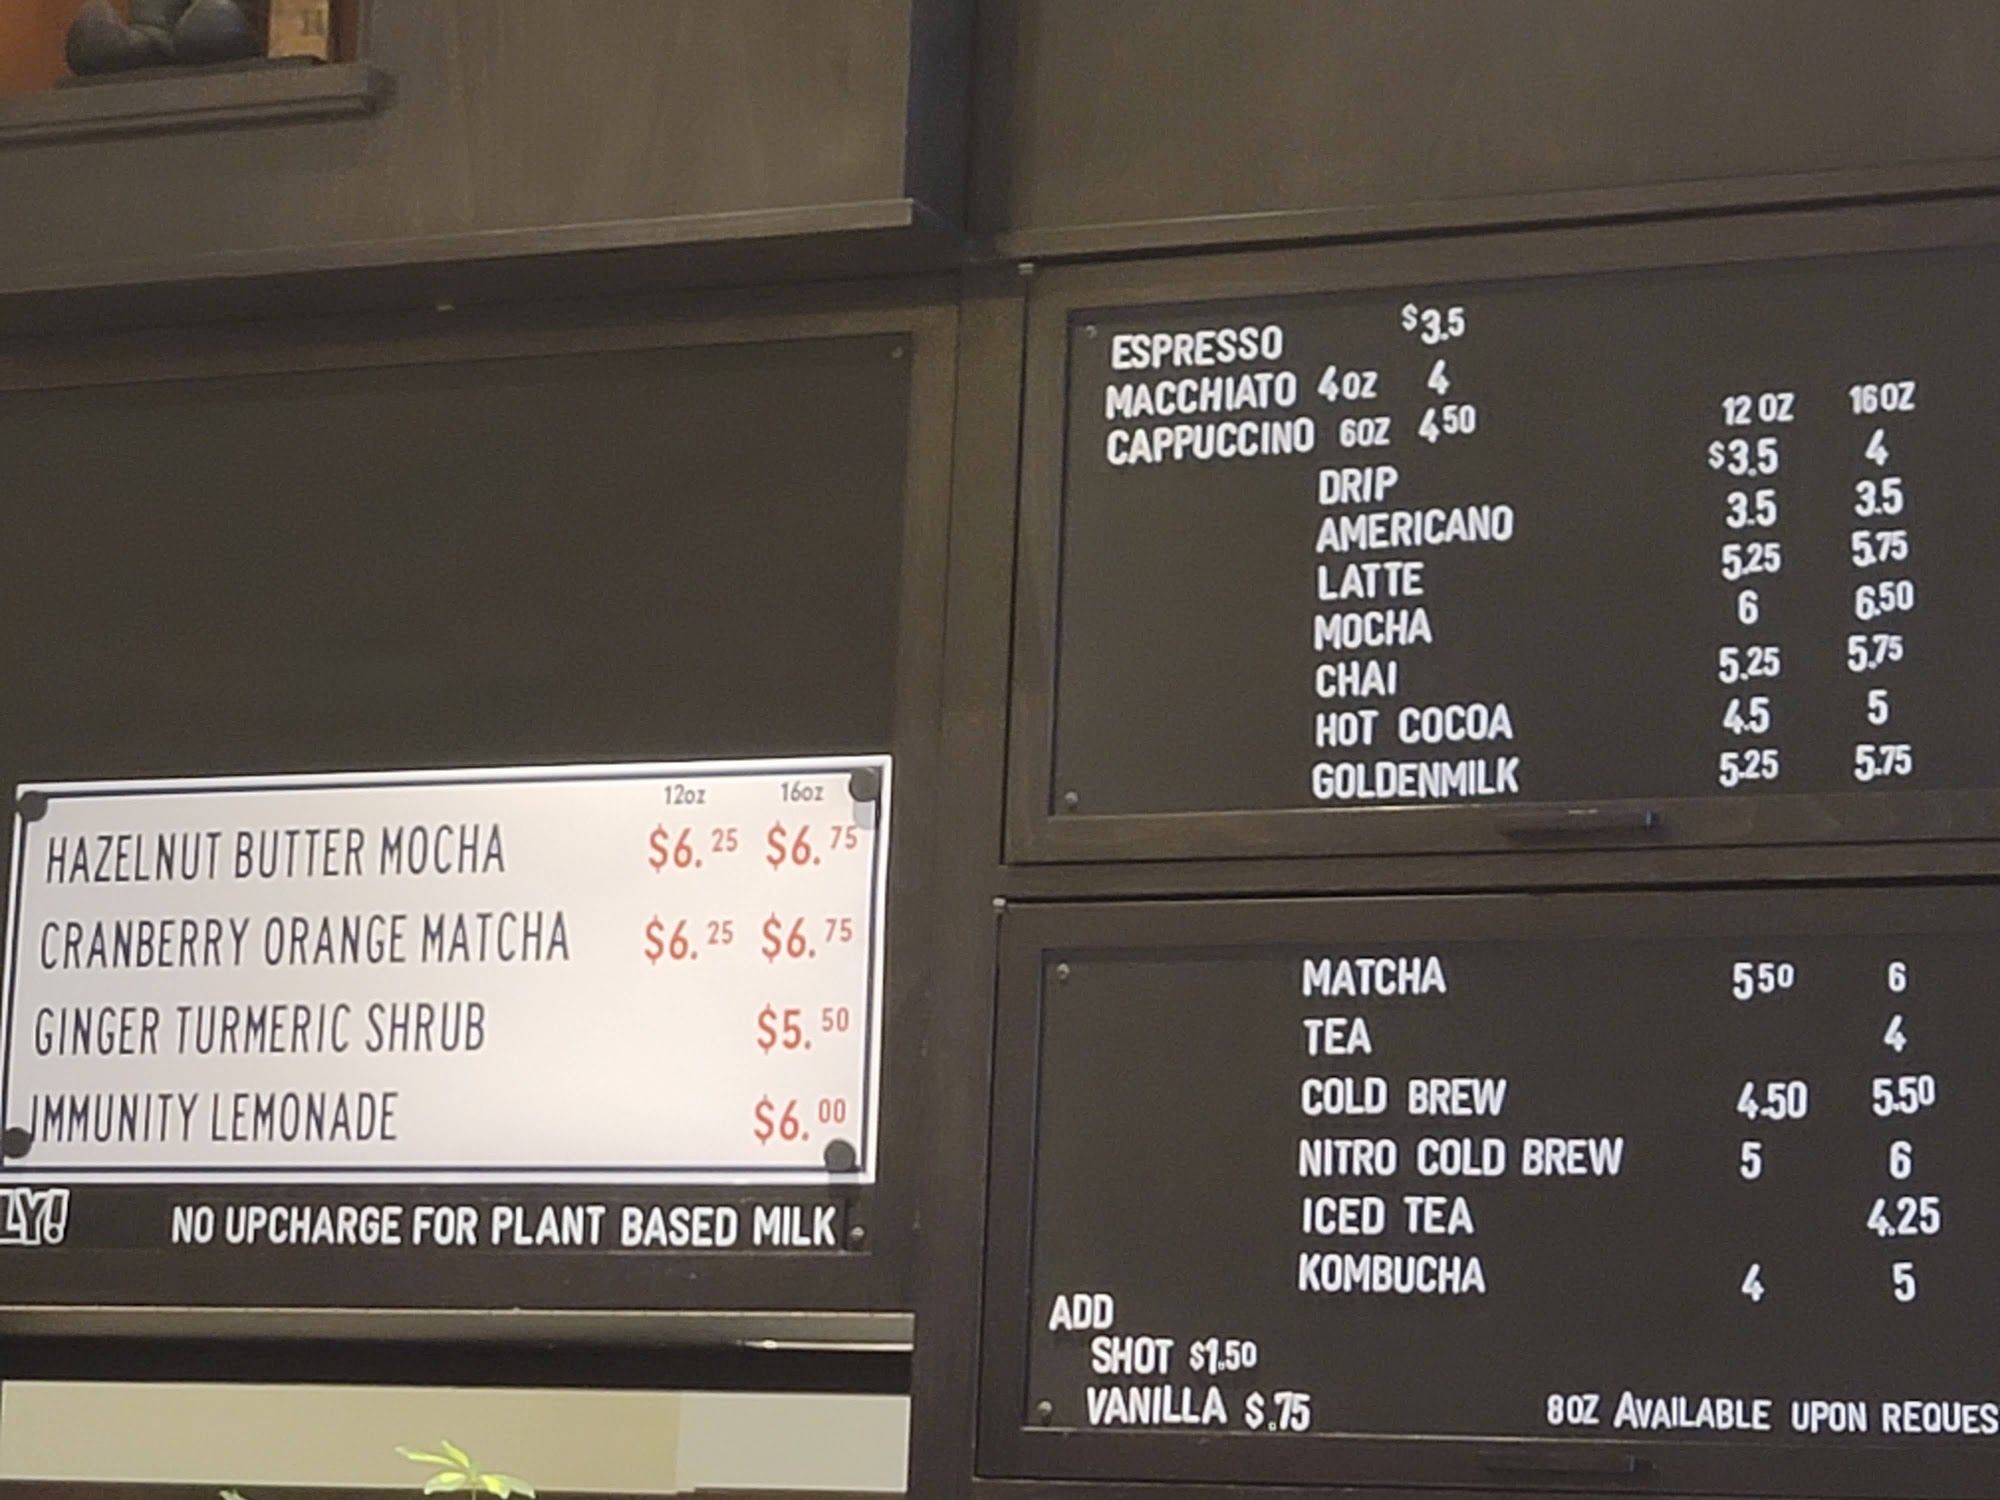 12oz 16oz
HAZELNUT BUTTER MOCHA $6.25 $6.75
CRANBERRY ORANGE MATCHA $6.25 $6.75
GINGER TURMERIC SHRUB $5.50
IMMUNITY LEMONADE $6.00
LY!
NO UPCHARGE FOR PLANT BASED MILK
ESPRESSO $3.5
MACCHIATO 4OZ 4
CAPPUCCINO 6OZ 4.50
12 OZ 16OZ
DRIP $3.5 4
AMERICANO 3.5 3.5
LATTE 5.25 5.75
MOCHA 6 6.50
CHAI 5.25 5.75
HOT COCOA 4.5 5
GOLDENMILK 5.25 5.75
MATCHA 550 6
TEA 4
COLD BREW 4.50 5.50
NITRO COLD BREW 5 6
ICED TEA 4.25
KOMBUCHA 4 5
ADD
SHOT $1.50
VANILLA $.75
8OZ AVAILABLE UPON REQUES